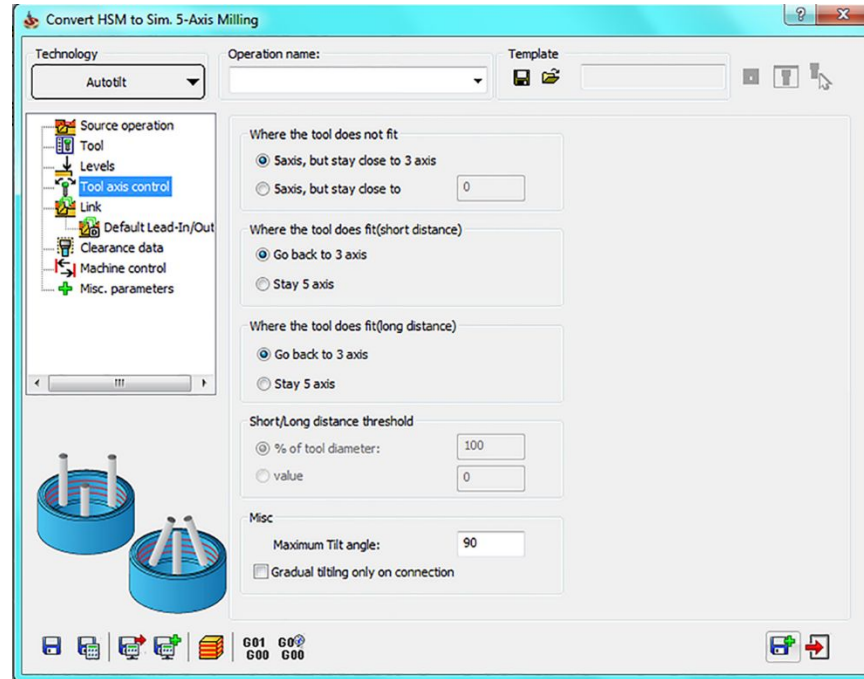 Convert HSM to Sim. 5-Axis Milling
Technology
Autotilt
Operation name:
Template
Source operation
Tool
Levels
Tool axis control
Link
Default Lead-In/Out
Clearance data
Machine control
Misc. parameters
Where the tool does not fit
5axis, but stay close to 3 axis
5axis, but stay close to 0
Where the tool does fit(short distance)
Go back to 3 axis
Stay 5 axis
Where the tool does fit(long distance)
Go back to 3 axis
Stay 5 axis
Short/Long distance threshold
% of tool diameter: 100
value 0
Misc
Maximum Tilt angle: 90
Gradual tiltilng only on connection
G01 G0
G00 G00